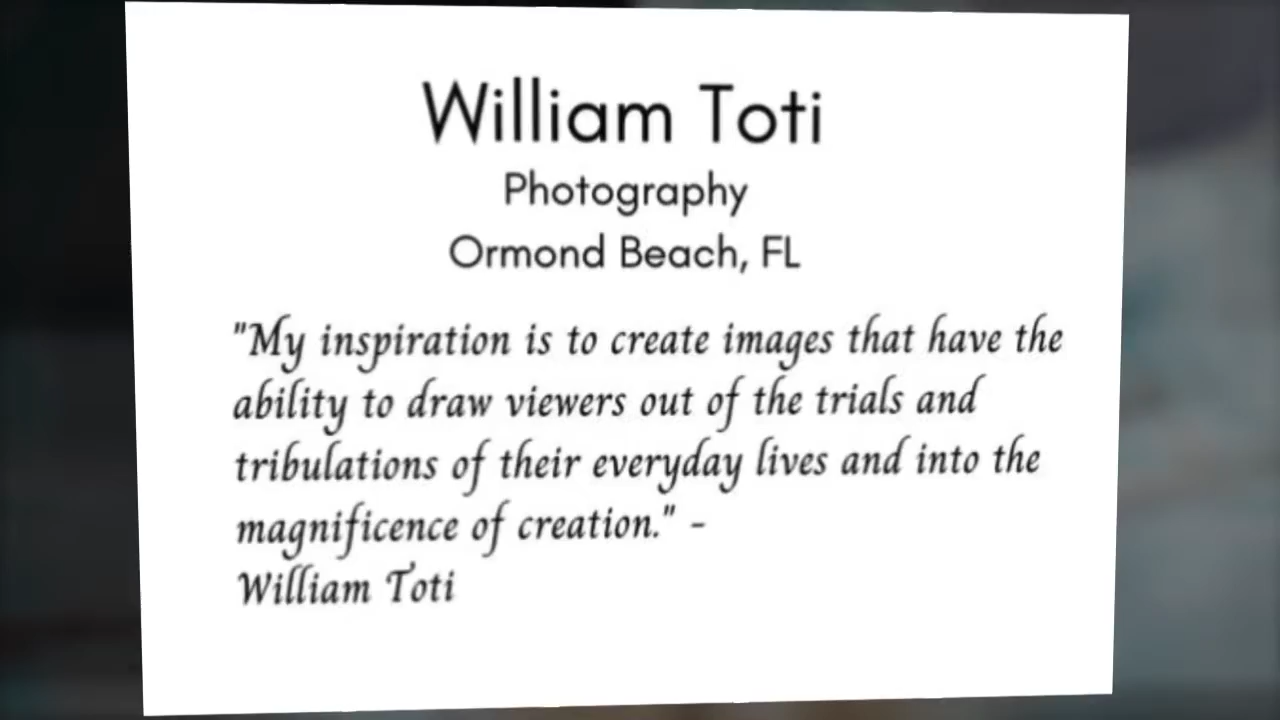 William Toti
Photography
Ormond Beach, FL
"My inspiration is to create images that have the
ability to draw viewers out of the trials and
tribulations of their everyday lives and into the
magnificence of creation." -
William Toti